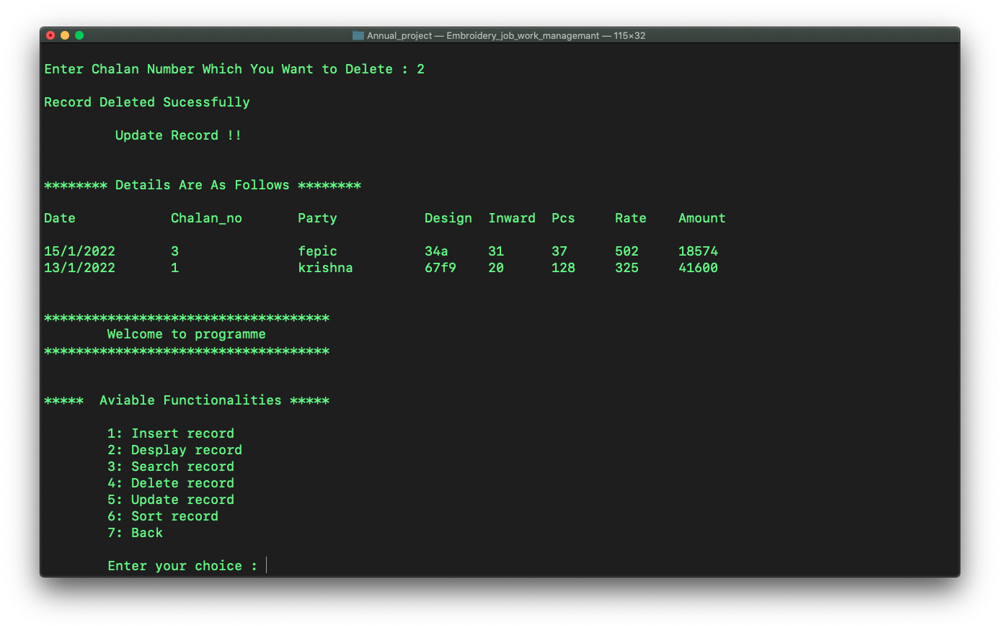 Annual_project — Embroidery_job_work_managemant — 115×32
Enter Chalan Number Which You Want to Delete : 2
Record Deleted Sucessfully
Update Record !!
******** Details Are As Follows ********
Date Chalan_no Party Design Inward Pcs Rate Amount
15/1/2022 3 fepic 34a 31 37 502 18574
13/1/2022 1 krishna 67f9 20 128 325 41600
************************************
Welcome to programme
************************************
***** Aviable Functionalities *****
1: Insert record
2: Desplay record
3: Search record
4: Delete record
5: Update record
6: Sort record
7: Back
Enter your choice :